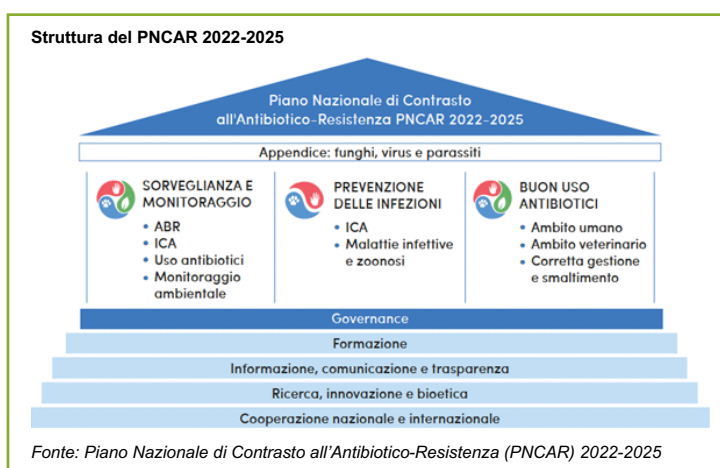 Struttura del PNCAR 2022-2025
Piano Nazionale di Contrasto
all'Antibiotico-Resistenza PNCAR 2022-2025
Appendice: funghi, virus e parassiti
SORVEGLIANZA E
MONITORAGGIO
• ABR
• ICA
• Uso antibiotici
• Monitoraggio
ambientale
PREVENZIONE
DELLE INFEZIONI
• ICA
• Malattie infettive
e zoonosi
BUON USO
ANTIBIOTICI
• Ambito umano
• Ambito veterinario
• Corretta gestione
e smaltimento
Governance
Formazione
Informazione, comunicazione e trasparenza
Ricerca, innovazione e bioetica
Cooperazione nazionale e internazionale
Fonte: Piano Nazionale di Contrasto all'Antibiotico-Resistenza (PNCAR) 2022-2025